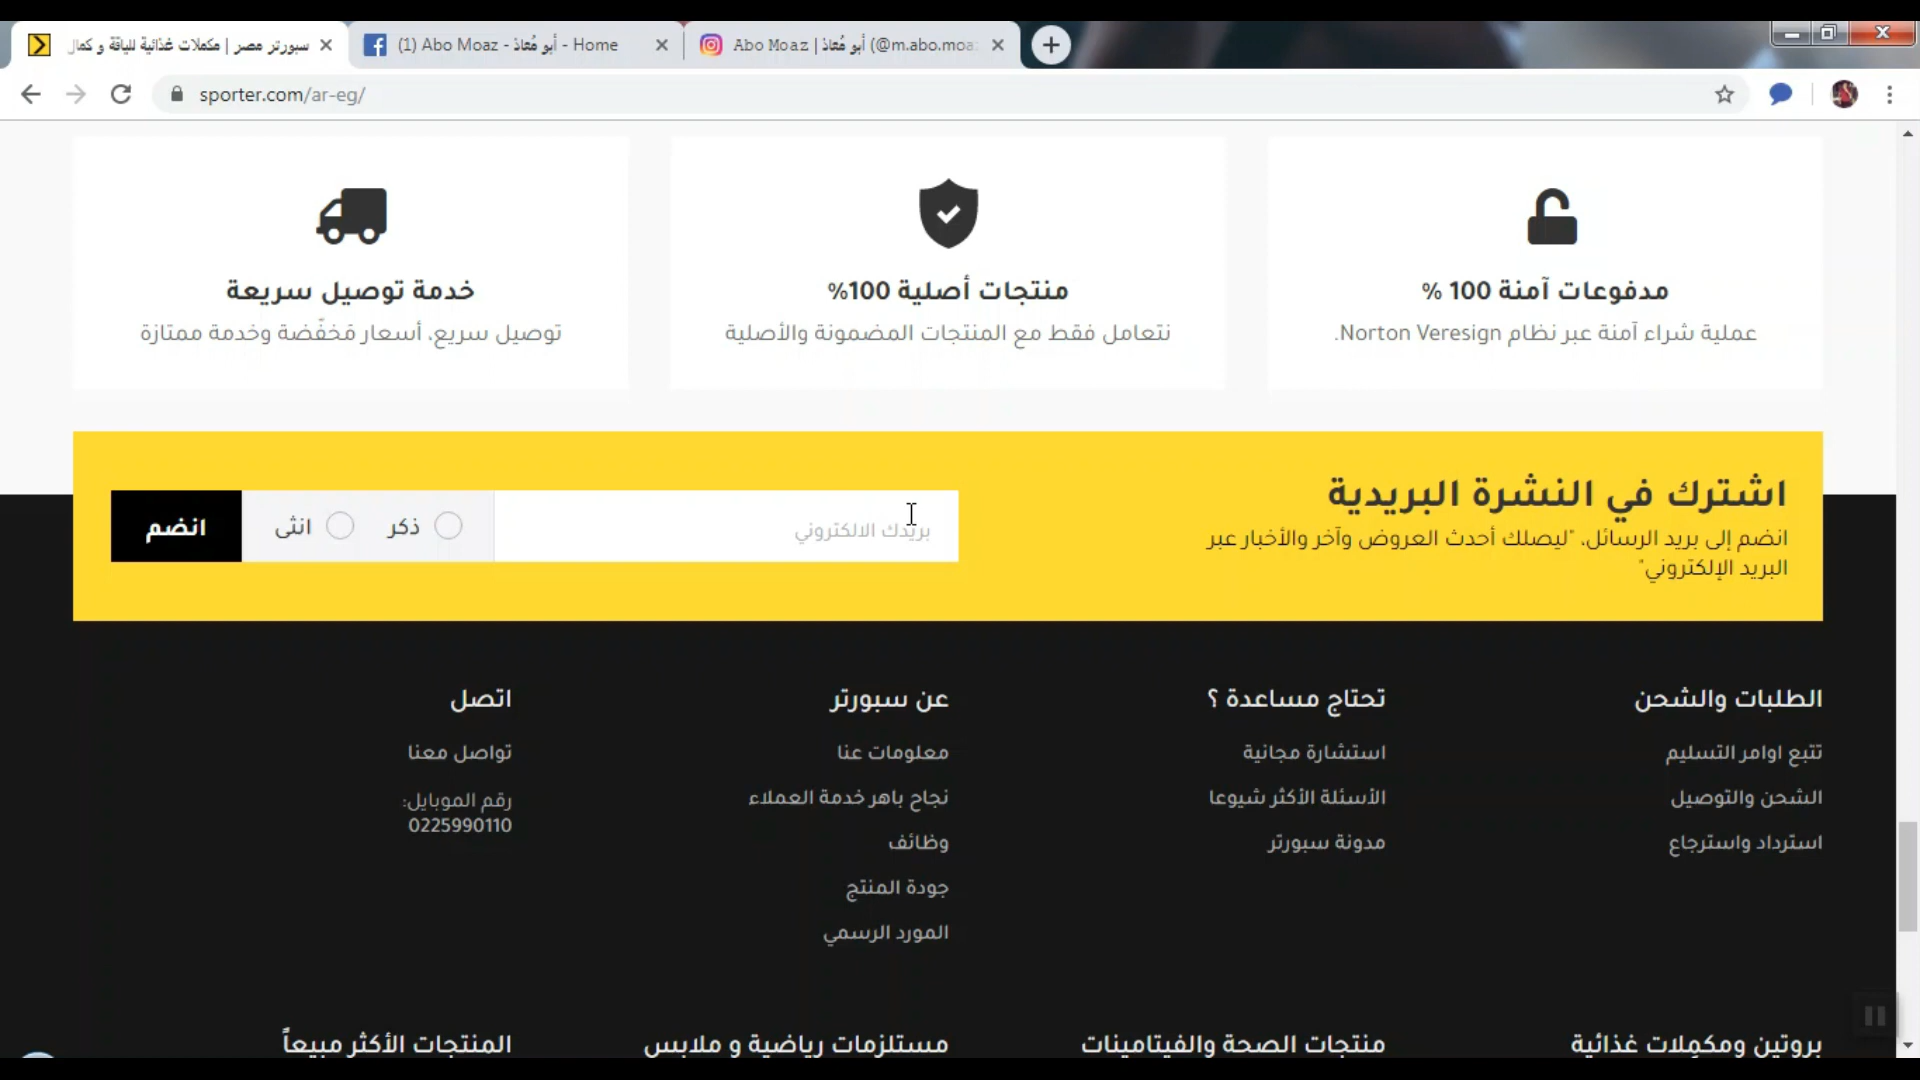 سبورتر مصر | مكملات غذائية للياقة و كمال
(1) Abo Moaz - أبو مُعَاذ - Home
Abo Moaz | أبو مُعَاذ (@m.abo.moa
sporter.com/ar-eg/
مدفوعات آمنة 100 %
عملية شراء آمنة عبر نظام Norton Veresign.
منتجات أصلية 100%
نتعامل فقط مع المنتجات المضمونة والأصلية
خدمة توصيل سريعة
توصيل سريع، أسعار مُخفَّضة وخدمة ممتازة
اشترك في النشرة البريدية
انضم إلى بريد الرسائل، "ليصلك أحدث العروض وآخر والأخبار عبر
البريد الإلكتروني"
بريدك الالكتروني
ذكر
انثى
انضم
الطلبات والشحن
تتبع اوامر التسليم
الشحن والتوصيل
استرداد واسترجاع
تحتاج مساعدة ؟
استشارة مجانية
الأسئلة الأكثر شيوعا
مدونة سبورتر
عن سبورتر
معلومات عنا
نجاح باهر خدمة العملاء
وظائف
جودة المنتج
المورد الرسمي
اتصل
تواصل معنا
رقم الموبايل:
0225990110
بروتين ومكمِلات غذائية
منتجات الصحة والفيتامينات
مستلزمات رياضية و ملابس
المنتجات الأكثر مبيعاً